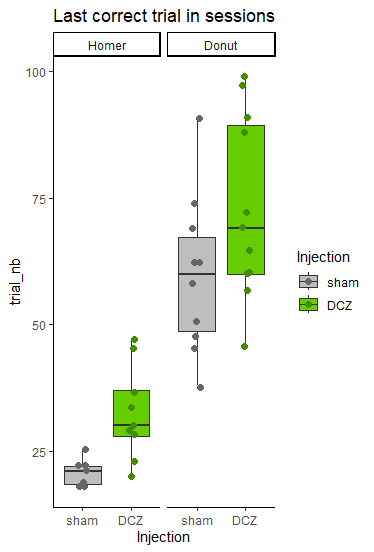 Last correct trial in sessions
Homer Donut
100
75
50
25
trial_nb
sham DCZ sham DCZ
Injection
Injection
sham
DCZ